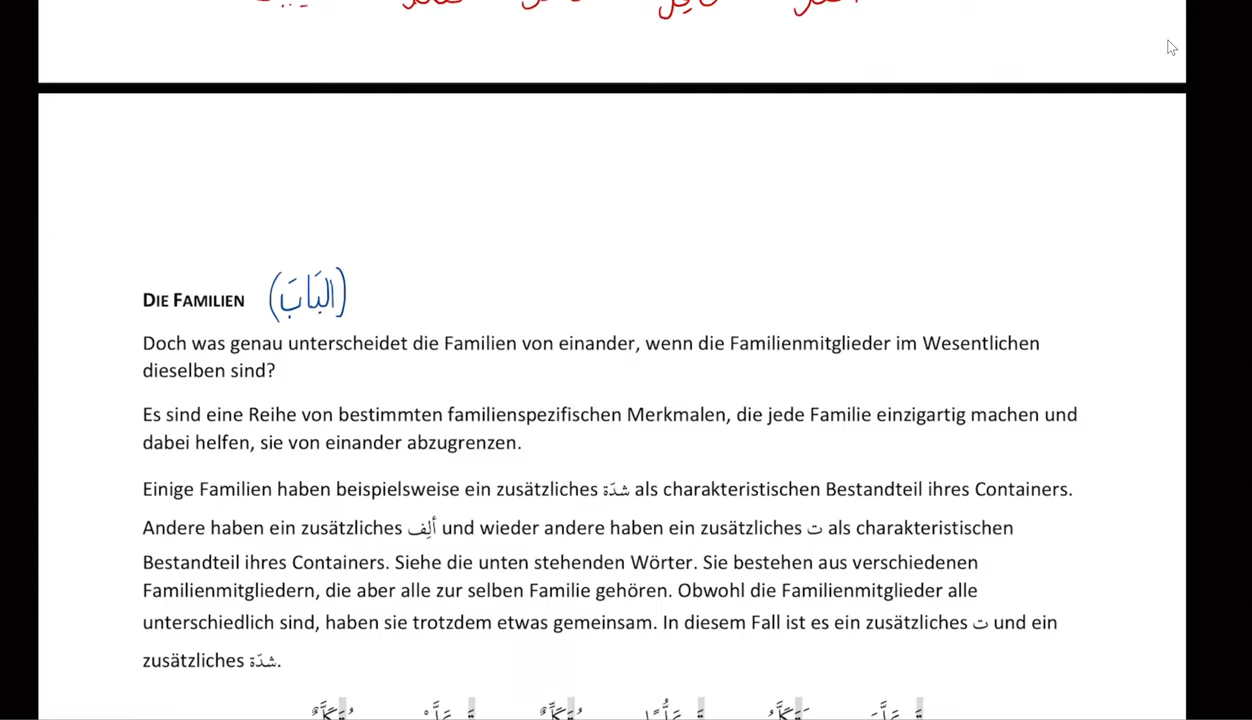 DIE FAMILIEN (البَابَ)
Doch was genau unterscheidet die Familien von einander, wenn die Familienmitglieder im Wesentlichen
dieselben sind?
Es sind eine Reihe von bestimmten familienspezifischen Merkmalen, die jede Familie einzigartig machen und
dabei helfen, sie von einander abzugrenzen.
Einige Familien haben beispielsweise ein zusätzliches شدّة als charakteristischen Bestandteil ihres Containers.
Andere haben ein zusätzliches ألِف und wieder andere haben ein zusätzliches ت als charakteristischen
Bestandteil ihres Containers. Siehe die unten stehenden Wörter. Sie bestehen aus verschiedenen
Familienmitgliedern, die aber alle zur selben Familie gehören. Obwohl die Familienmitglieder alle
unterschiedlich sind, haben sie trotzdem etwas gemeinsam. In diesem Fall ist es ein zusätzliches ت und ein
zusätzliches شدّة.